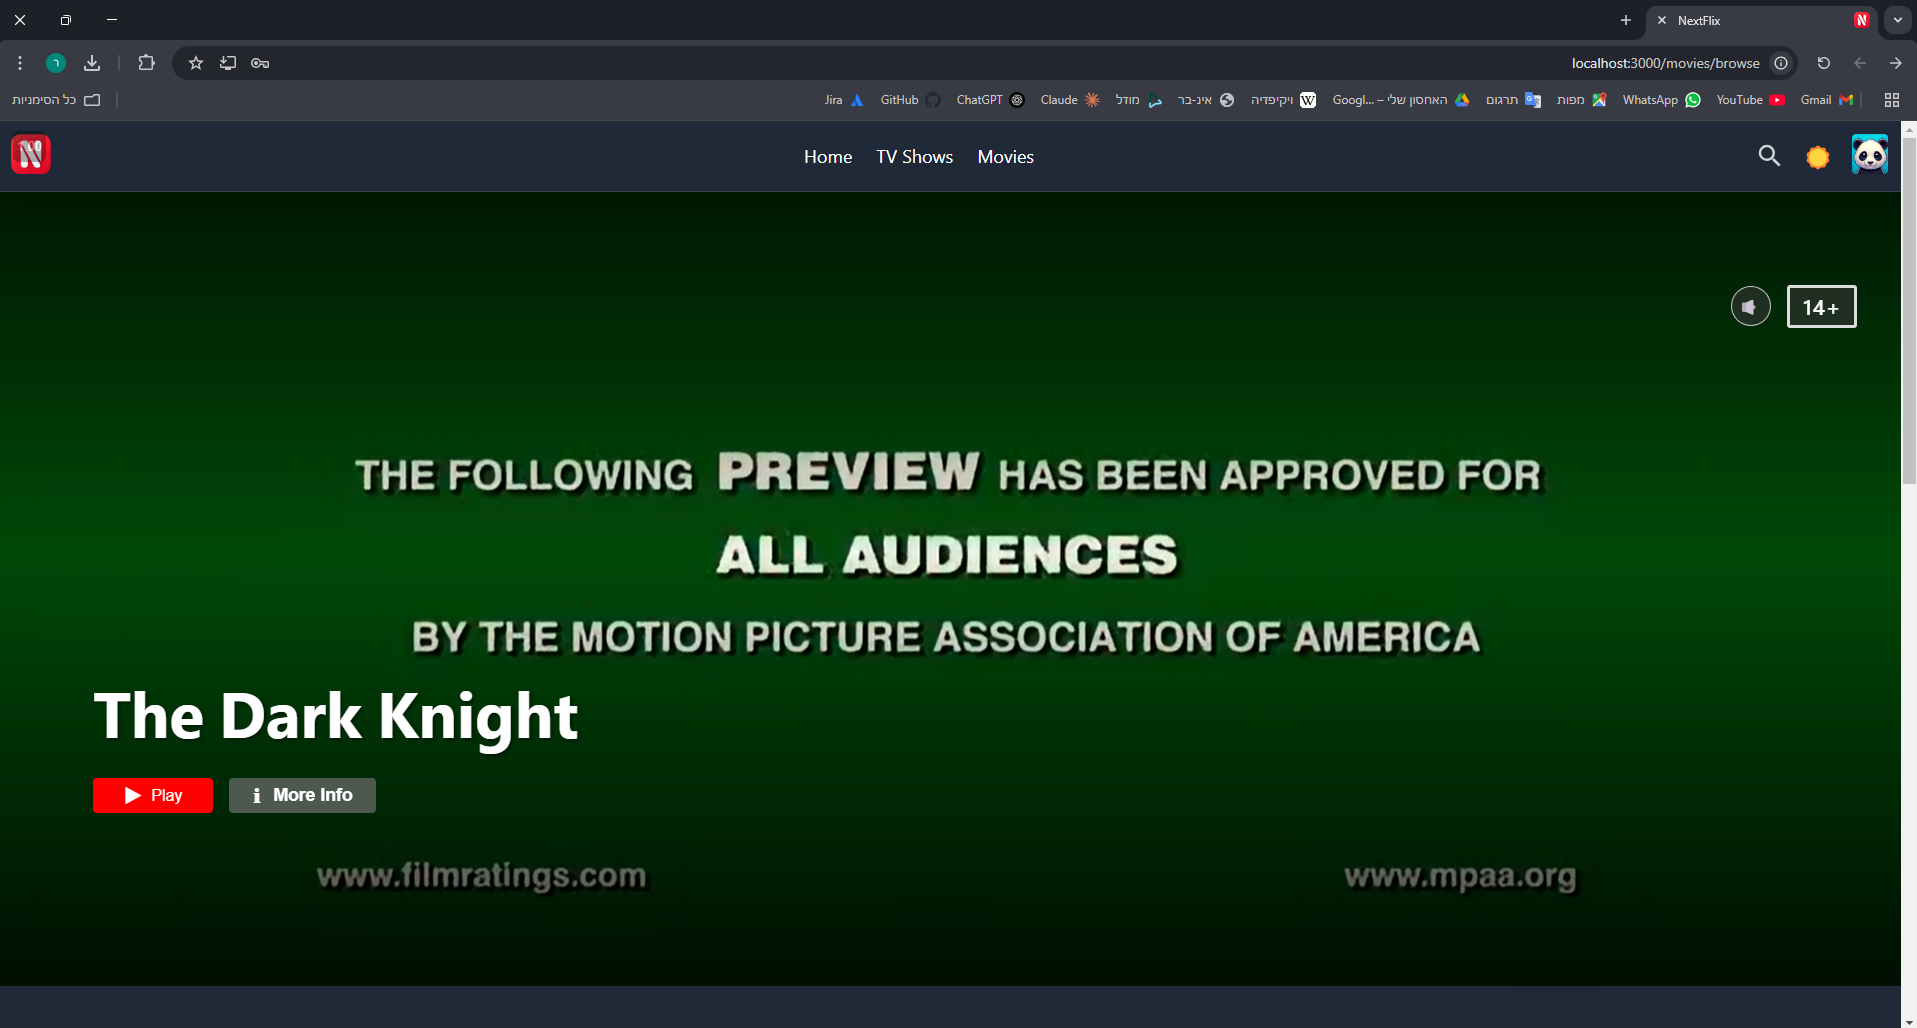 NextFlix
localhost:3000/movies/browse
כל הסימניות
Jira
GitHub
ChatGPT
Claude
מודל
אינ-בר
ויקיפדיה
האחסון שלי – Googl...
תרגום
מפות
WhatsApp
YouTube
Gmail
N
Home TV Shows Movies
14+
THE FOLLOWING PREVIEW HAS BEEN APPROVED FOR
ALL AUDIENCES
BY THE MOTION PICTURE ASSOCIATION OF AMERICA
The Dark Knight
Play
More Info
www.filmratings.com www.mpaa.org